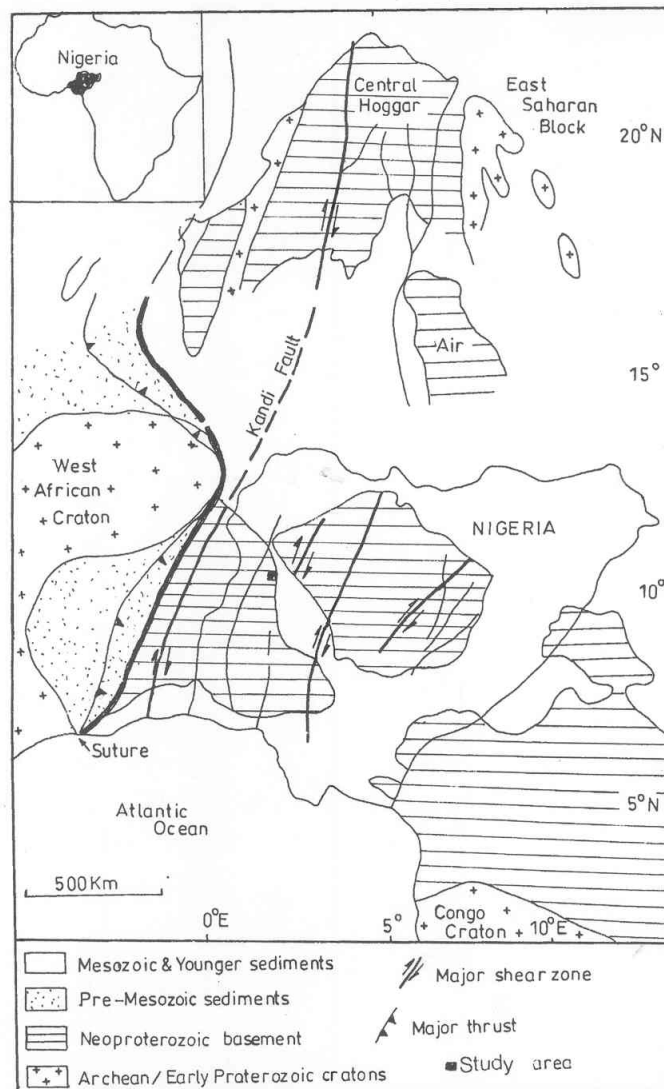 Nigeria
Central
Hoggar
East
Saharan
Block
20°N
15°
Air
Kandi Fault
West
African
Craton
NIGERIA
10°
Suture
5°N
Atlantic
Ocean
500Km
0°E
5°
Congo
Craton
10°E
Mesozoic & Younger sediments
Pre-Mesozoic sediments
Neoproterozoic basement
Archean/Early Praterozoic cratons
Major shear zone
Major thrust
Study area